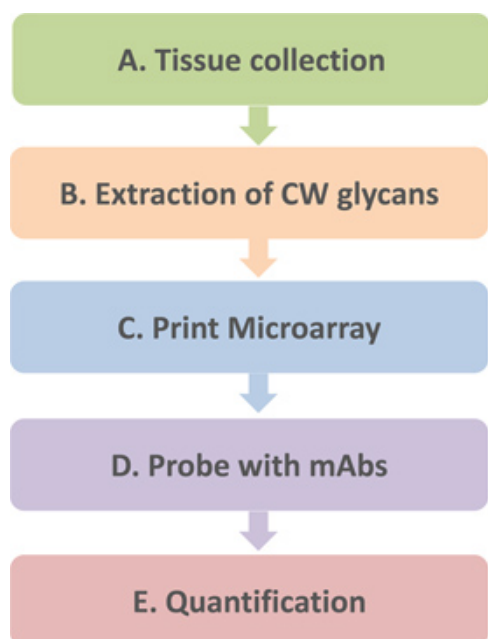 A. Tissue collection
B. Extraction of CW glycans
C. Print Microarray
D. Probe with mAbs
E. Quantification